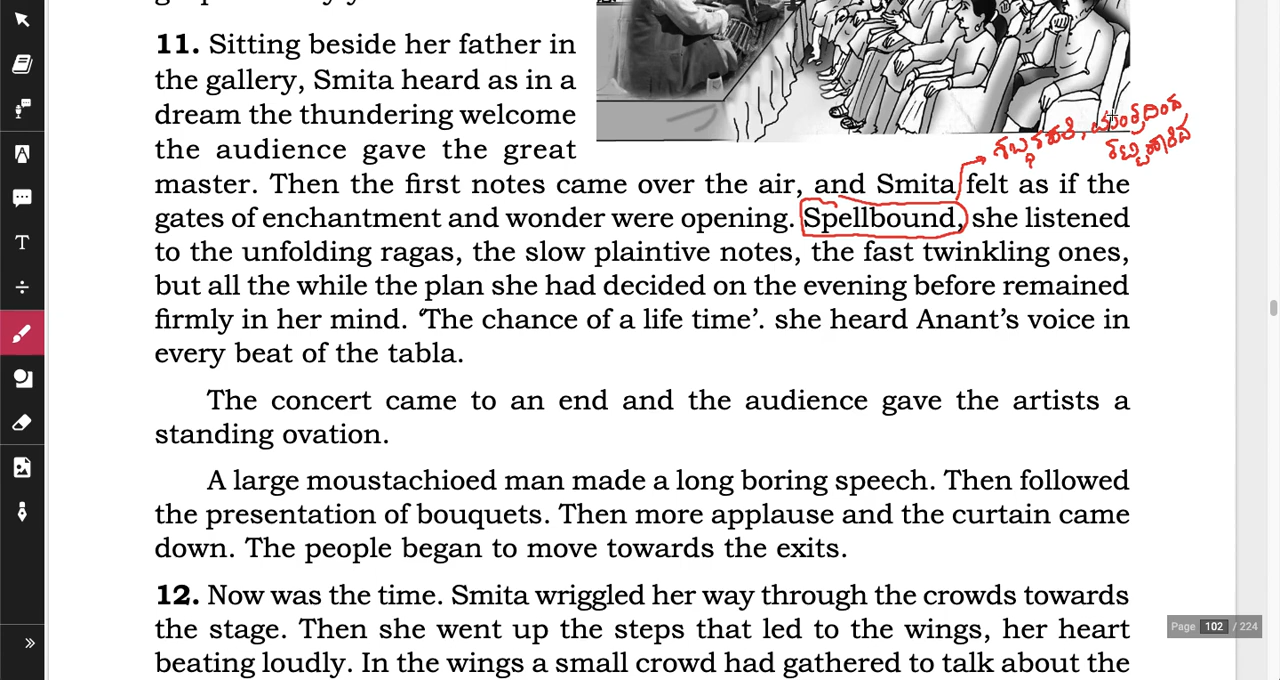 11. Sitting beside her father in
the gallery, Smita heard as in a
dream the thundering welcome
the audience gave the great
master. Then the first notes came over the air, and Smita felt as if the
gates of enchantment and wonder were opening. Spellbound, she listened
to the unfolding ragas, the slow plaintive notes, the fast twinkling ones,
but all the while the plan she had decided on the evening before remained
firmly in her mind. ‘The chance of a life time’. she heard Anant’s voice in
every beat of the tabla.
The concert came to an end and the audience gave the artists a
standing ovation.
A large moustachioed man made a long boring speech. Then followed
the presentation of bouquets. Then more applause and the curtain came
down. The people began to move towards the exits.
12. Now was the time. Smita wriggled her way through the crowds towards
the stage. Then she went up the steps that led to the wings, her heart
beating loudly. In the wings a small crowd had gathered to talk about the
Page 102 / 224